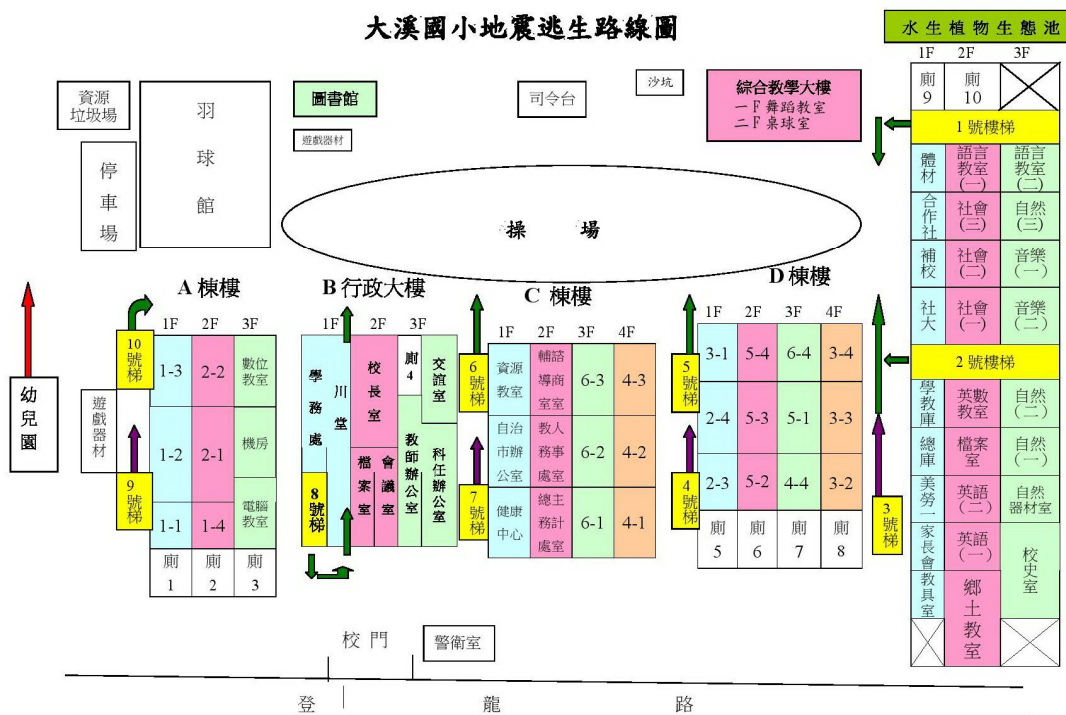 大溪國小地震逃生路線圖
水生植物生態池
1F 2F 3F
廁9
廁10
1號樓梯
體材
語言教室(一)
語言教室(二)
合作社
社會(三)
自然(三)
補校
社會(二)
音樂(一)
社大
社會(一)
音樂(二)
2號樓梯
學教庫
英數教室
自然(二)
總庫
檔案室
自然(一)
美勞一
英語(二)
自然器材室
家長會
英語(一)
校史室
教具室
鄉土教室
3號梯
資源垃圾場
羽球館
停車場
圖書館
遊戲器材
司令台
沙坑
綜合教學大樓
一F舞蹈教室
二F桌球室
操場
幼兒園
遊戲器材
A棟樓
1F 2F 3F
10號梯
9號梯
1-3 2-2 數位教室
1-2 2-1 機房
1-1 1-4 電腦教室
廁1 廁2 廁3
B行政大樓
1F 2F 3F
學務處
川堂
校長室
廁4
交誼室
8號梯
檔案室
會議室
教師辦公室
科任辦公室
C棟樓
1F 2F 3F 4F
6號梯
7號梯
資源教室
輔導室
諮商室
6-3 4-3
自治市辦公室
教務處
人事室
6-2 4-2
健康中心
總務處
主計室
6-1 4-1
D棟樓
1F 2F 3F 4F
5號梯
4號梯
3-1 5-4 6-4 3-4
2-4 5-3 5-1 3-3
2-3 5-2 4-4 3-2
廁5 廁6 廁7 廁8
校門
警衛室
登龍路